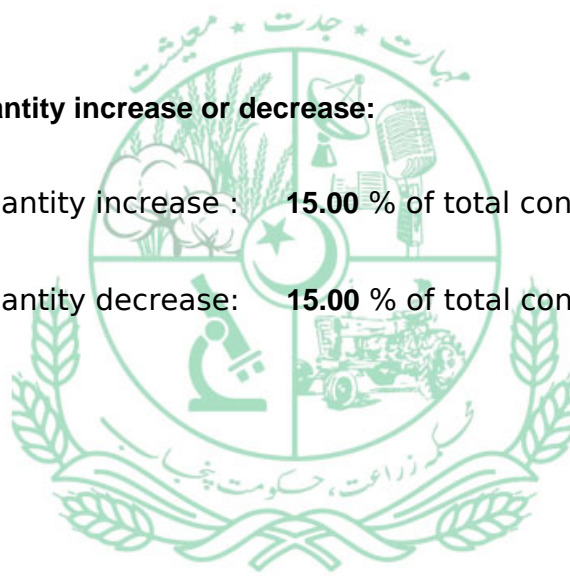 مہارت ٭ جدت ٭ معیشت
antity increase or decrease:
antity increase : 15.00 % of total con
antity decrease: 15.00 % of total con
محکمہ زراعت، حکومت پنجاب